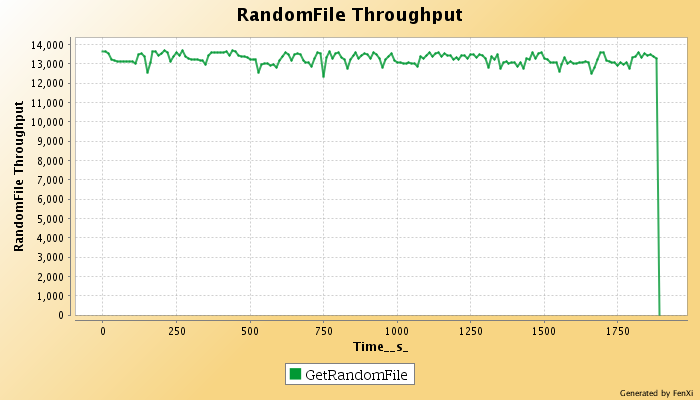 RandomFile Throughput
RandomFile Throughput
14,000
13,000
12,000
11,000
10,000
9,000
8,000
7,000
6,000
5,000
4,000
3,000
2,000
1,000
0
0 250 500 750 1000 1250 1500 1750
Time__s_
GetRandomFile
Generated by FenXi